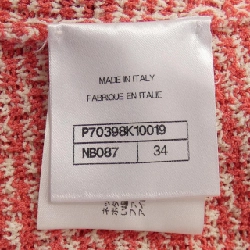 MADE IN ITALY
FABRIQUE EN ITALIE
P70398K10019
NB087 34